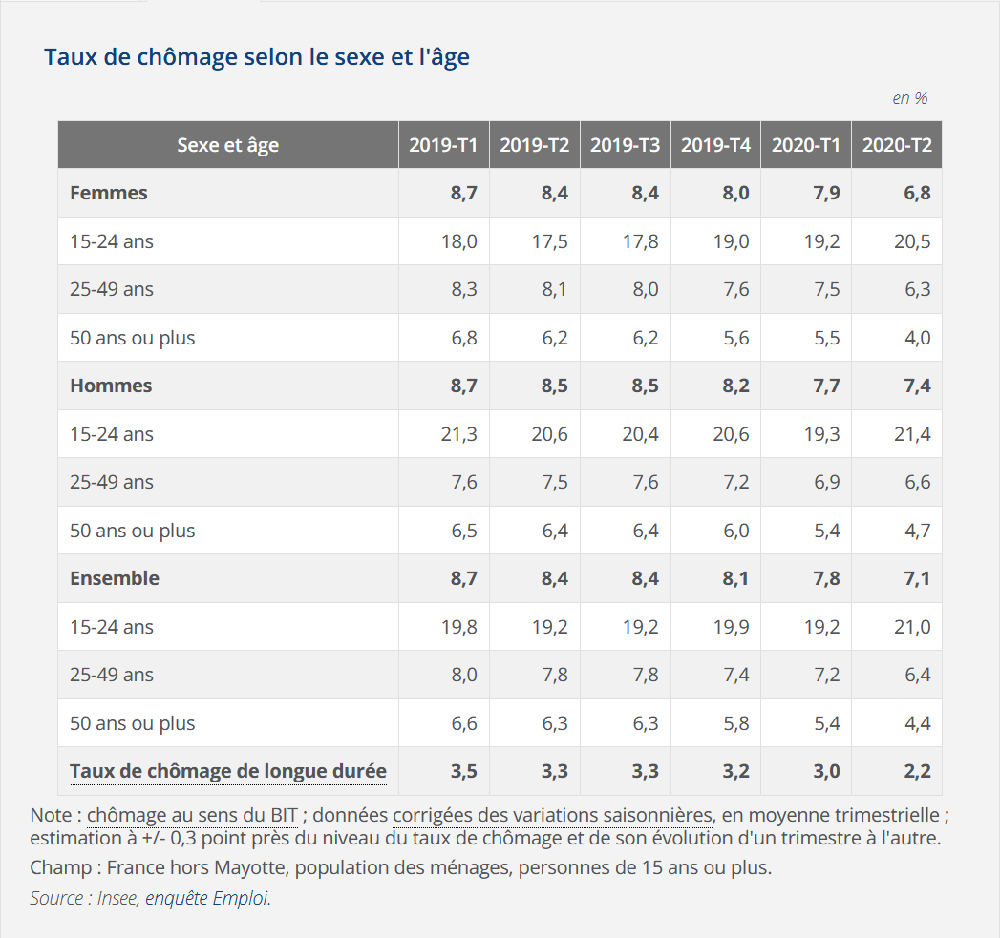 Taux de chômage selon le sexe et l'âge
en %
Sexe et âge 2019-T1 2019-T2 2019-T3 2019-T4 2020-T1 2020-T2
Femmes 8,7 8,4 8,4 8,0 7,9 6,8
15-24 ans 18,0 17,5 17,8 19,0 19,2 20,5
25-49 ans 8,3 8,1 8,0 7,6 7,5 6,3
50 ans ou plus 6,8 6,2 6,2 5,6 5,5 4,0
Hommes 8,7 8,5 8,5 8,2 7,7 7,4
15-24 ans 21,3 20,6 20,4 20,6 19,3 21,4
25-49 ans 7,6 7,5 7,6 7,2 6,9 6,6
50 ans ou plus 6,5 6,4 6,4 6,0 5,4 4,7
Ensemble 8,7 8,4 8,4 8,1 7,8 7,1
15-24 ans 19,8 19,2 19,2 19,9 19,2 21,0
25-49 ans 8,0 7,8 7,8 7,4 7,2 6,4
50 ans ou plus 6,6 6,3 6,3 5,8 5,4 4,4
Taux de chômage de longue durée 3,5 3,3 3,3 3,2 3,0 2,2
Note : chômage au sens du BIT ; données corrigées des variations saisonnières, en moyenne trimestrielle ;
estimation à +/- 0,3 point près du niveau du taux de chômage et de son évolution d'un trimestre à l'autre.
Champ : France hors Mayotte, population des ménages, personnes de 15 ans ou plus.
Source : Insee, enquête Emploi.